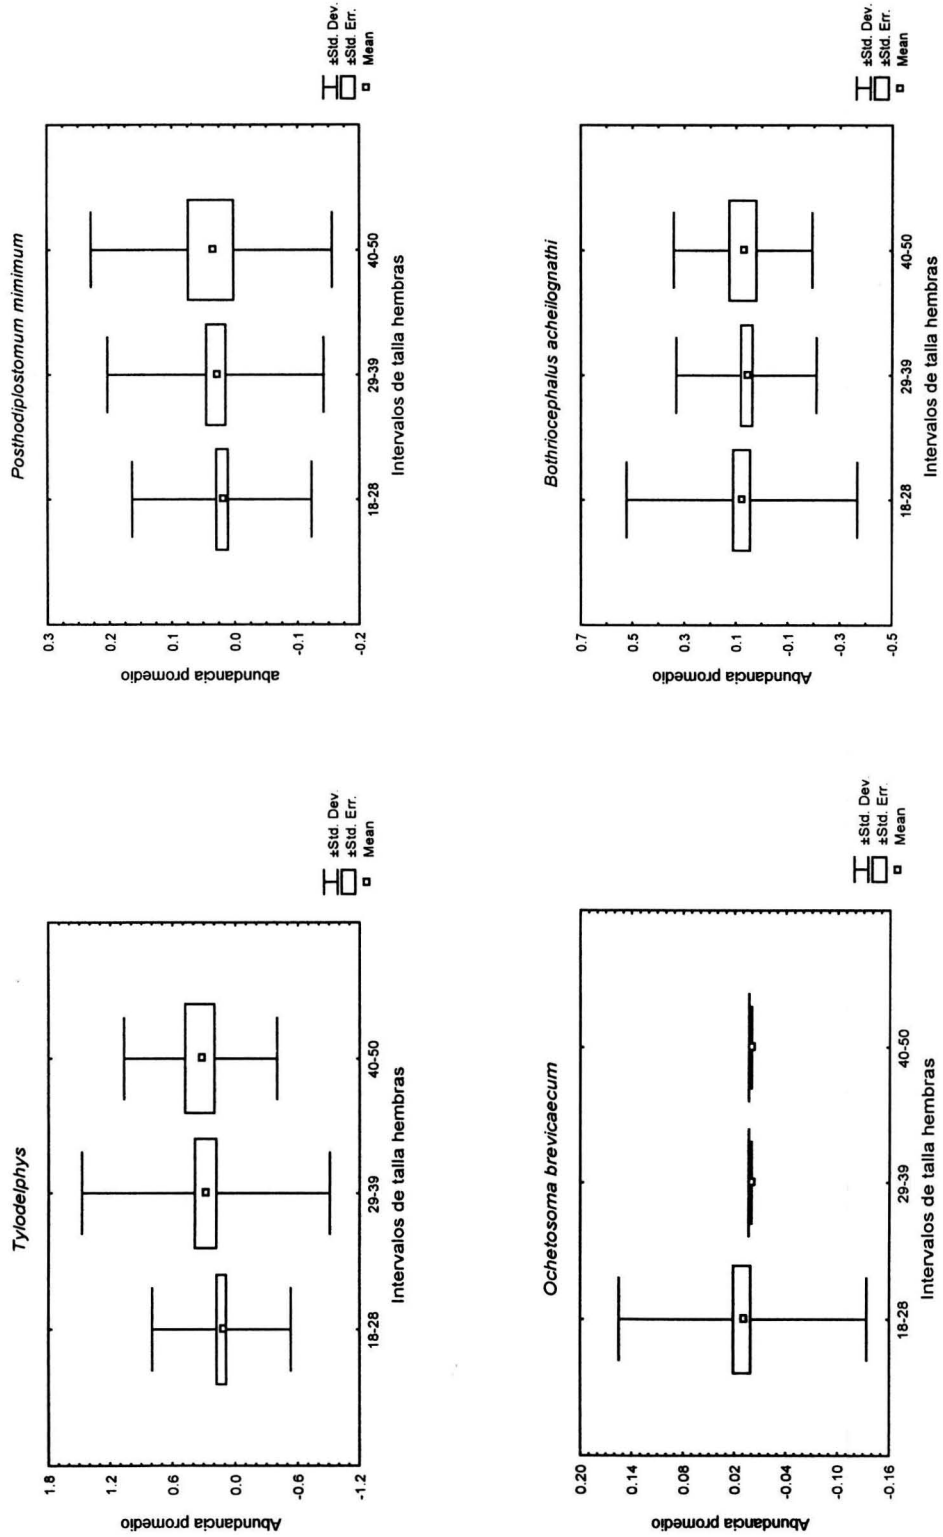 Tylodelphys
Abundancia promedio
1.8
1.2
0.6
0.0
-0.1
-1.2
18-28
29-39
40-50
Intervalos de talla hembras
±Std. Dev.
±Std. Err.
Mean
Posthodiplostomum mimimum
abundancia promedio
0.3
0.2
0.1
0.0
-0.1
-0.2
18-28
29-39
40-50
Intervalos de talla hembras
±Std. Dev.
±Std. Err.
Mean
Ochetosoma brevicaecum
Abundancia promedio
0.20
0.14
0.08
0.02
-0.04
-0.10
-0.16
18-28
29-39
40-50
Intervalos de talla hembras
±Std. Dev.
±Std. Err.
Mean
Bothriocephalus acheilognathi
Abundancia promedio
0.7
0.5
0.3
0.1
-0.1
-0.3
-0.5
18-28
29-39
40-50
Intervalos de talla hembras
±Std. Dev.
±Std. Err.
Mean